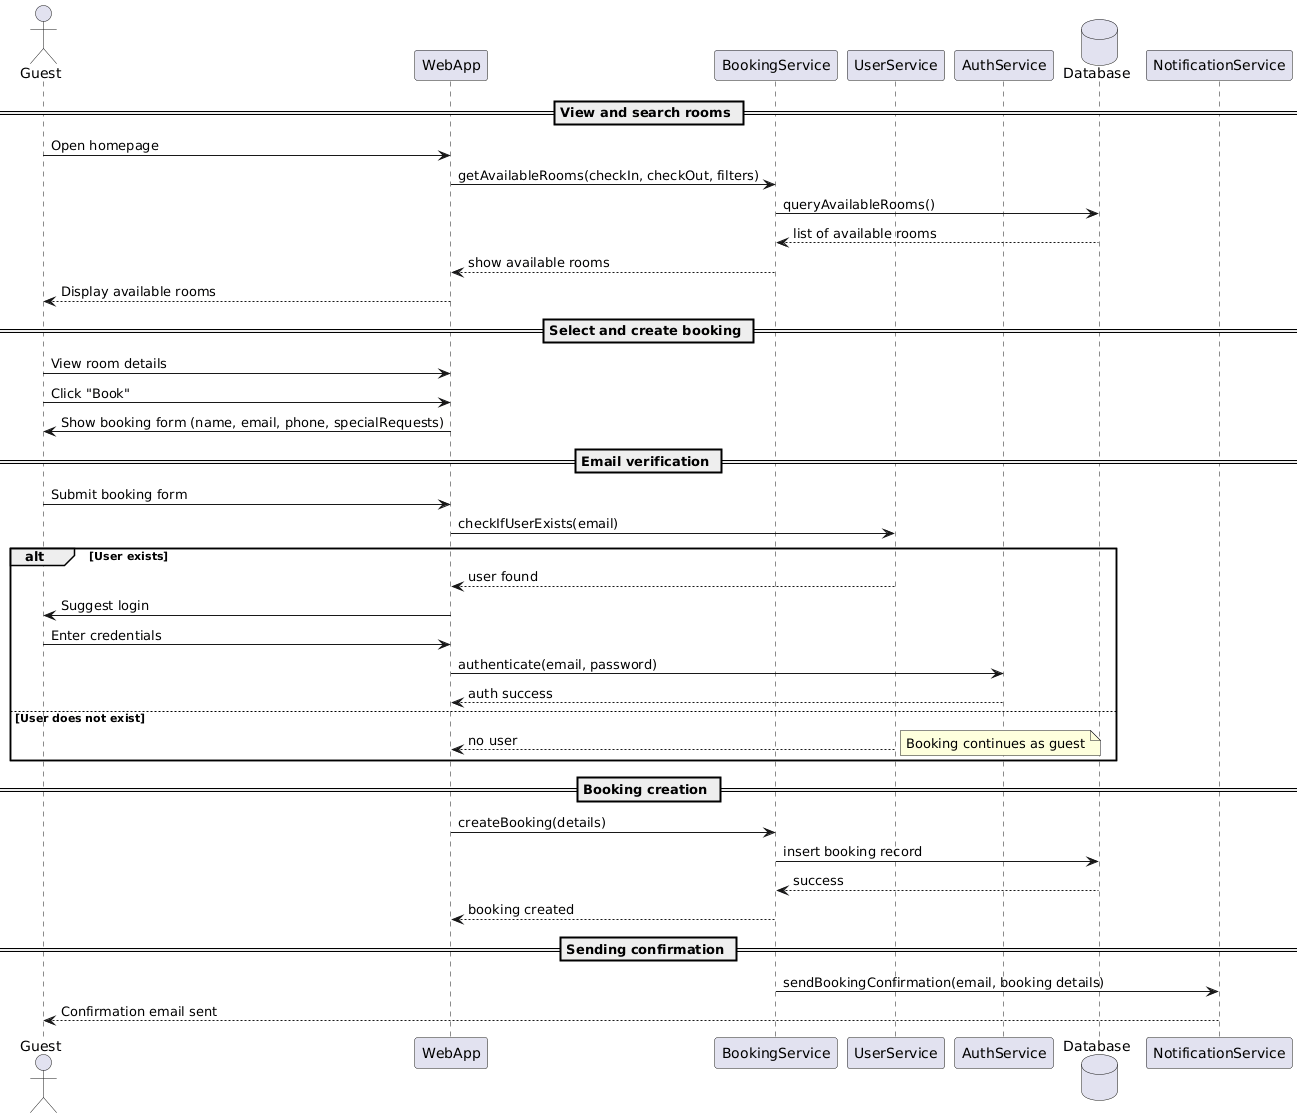 Guest
WebApp
BookingService
UserService
AuthService
Database
NotificationService
View and search rooms
Open homepage
getAvailableRooms(checkIn, checkOut, filters)
queryAvailableRooms()
list of available rooms
show available rooms
Display available rooms
Select and create booking
View room details
Click "Book"
Show booking form (name, email, phone, specialRequests)
Email verification
Submit booking form
checkIfUserExists(email)
alt [User exists]
user found
Suggest login
Enter credentials
authenticate(email, password)
auth success
[User does not exist]
no user
Booking continues as guest
Booking creation
createBooking(details)
insert booking record
success
booking created
Sending confirmation
sendBookingConfirmation(email, booking details)
Confirmation email sent
Guest
WebApp
BookingService
UserService
AuthService
Database
NotificationService